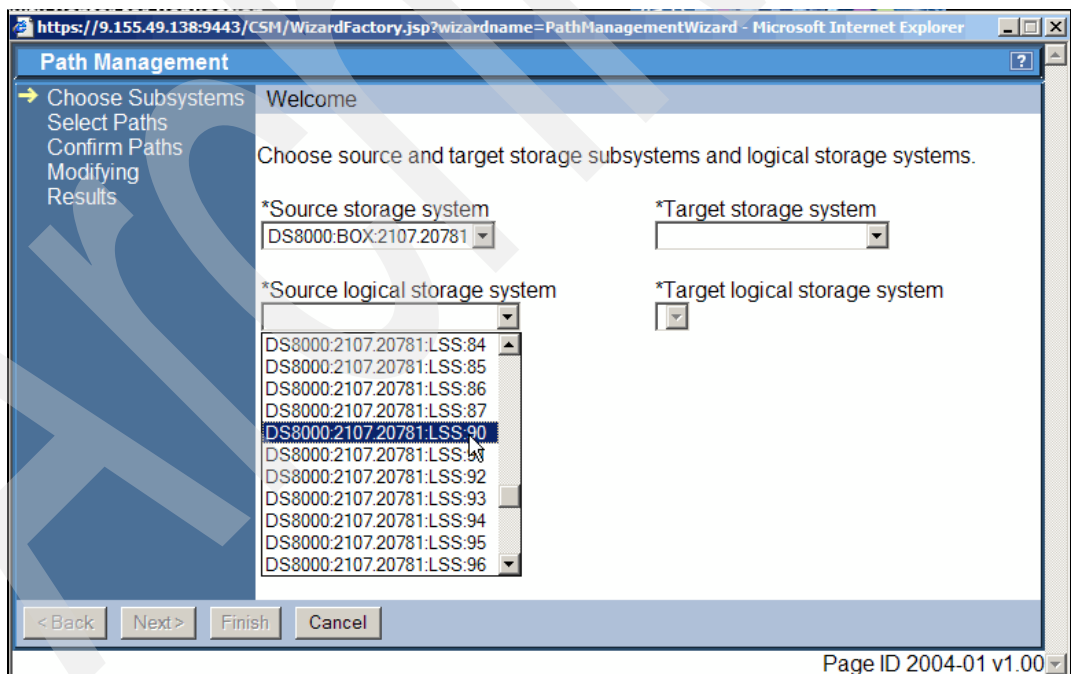 https://9.155.49.138:9443/CSM/WizardFactory.jsp?wizardname=PathManagementWizard - Microsoft Internet Explorer
Path Management
?
Choose Subsystems
Select Paths
Confirm Paths
Modifying
Results
Welcome
Choose source and target storage subsystems and logical storage systems.
*Source storage system
*Target storage system
DS8000:BOX:2107.20781
*Source logical storage system
*Target logical storage system
DS8000:2107.20781:LSS:84
DS8000:2107.20781:LSS:85
DS8000:2107.20781:LSS:86
DS8000:2107.20781:LSS:87
DS8000:2107.20781:LSS:90
DS8000:2107.20781:LSS:
DS8000:2107.20781:LSS:92
DS8000:2107.20781:LSS:93
DS8000:2107.20781:LSS:94
DS8000:2107.20781:LSS:95
DS8000:2107.20781:LSS:96
< Back
Next >
Finish
Cancel
Page ID 2004-01 v1.00